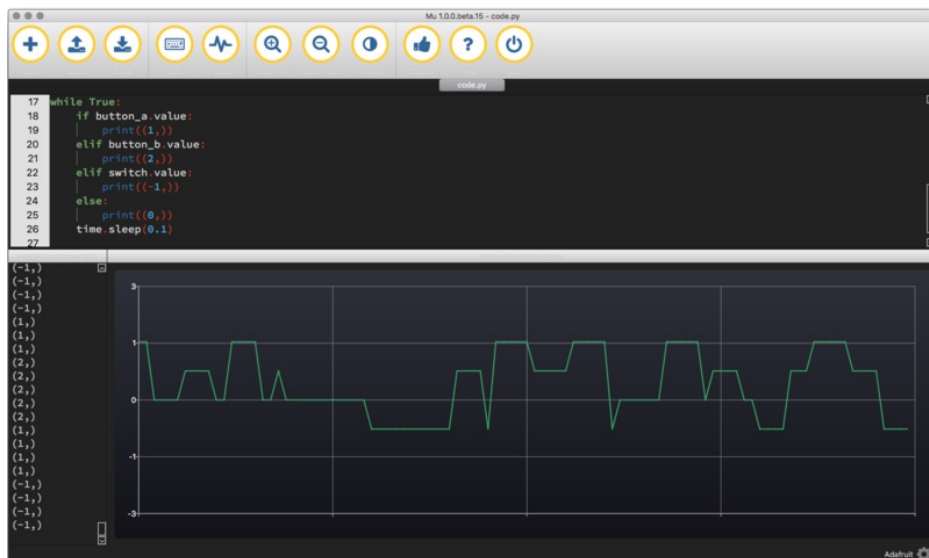 Mu 1.0.0.beta.15 - code.py
?
code.py
17 while True:
18     if button_a.value:
19         print((1,))
20     elif button_b.value:
21         print((2,))
22     elif switch.value:
23         print((-1,))
24     else:
25         print((0,))
26     time.sleep(0.1)
27
(-1,)
(-1,)
(-1,)
(-1,)
(1,)
(1,)
(1,)
(2,)
(2,)
(2,)
(2,)
(2,)
(1,)
(1,)
(1,)
(1,)
(-1,)
(-1,)
(-1,)
(-1,)
3
1
0
-1
-3
Adafruit